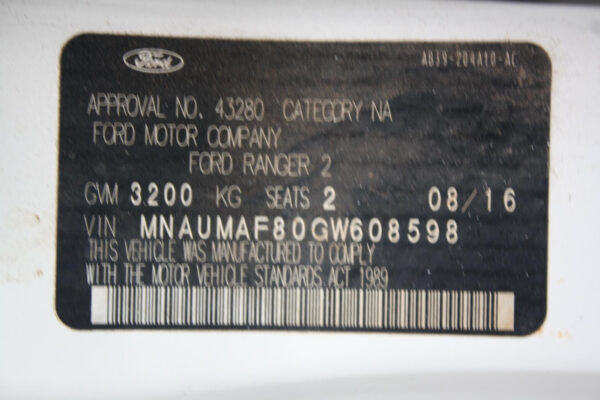 Ford
AB39-204A10-AC
APPROVAL NO. 43280 CATEGORY NA
FORD MOTOR COMPANY
FORD RANGER 2
GVM 3200 KG SEATS 2 08/16
VIN MNAUMAF80GW608598
THIS VEHICLE WAS MANUFACTURED TO COMPLY
WITH THE MOTOR VEHICLE STANDARDS ACT 1989